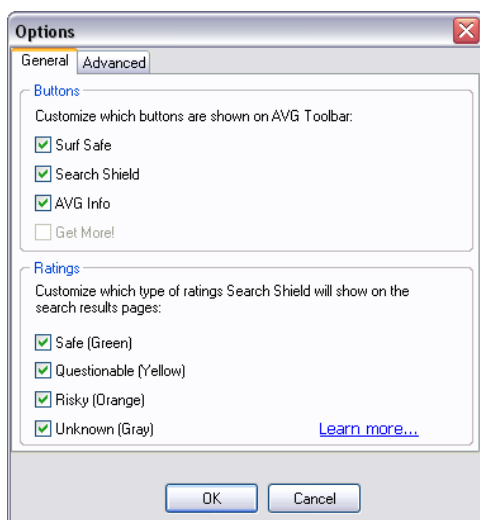 Options
General Advanced
Buttons
Customize which buttons are shown on AVG Toolbar:
Surf Safe
Search Shield
AVG Info
Get More!
Ratings
Customize which type of ratings Search Shield will show on the
search results pages:
Safe (Green)
Questionable (Yellow)
Risky (Orange)
Unknown (Gray) Learn more...
OK Cancel